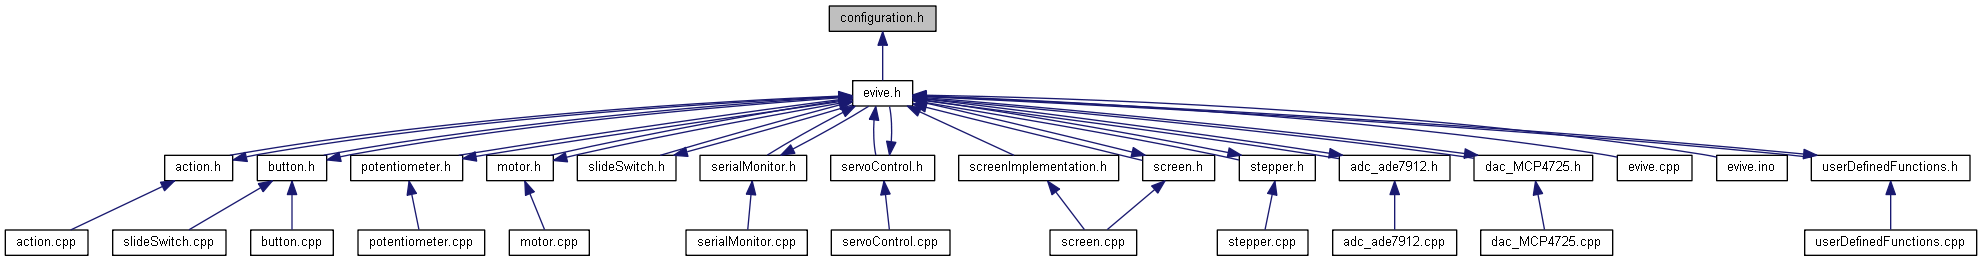 configuration.h
evive.h
action.h
button.h
potentiometer.h
motor.h
slideSwitch.h
serialMonitor.h
servoControl.h
screenImplementation.h
screen.h
stepper.h
adc_ade7912.h
dac_MCP4725.h
evive.cpp
evive.ino
userDefinedFunctions.h
action.cpp
slideSwitch.cpp
button.cpp
potentiometer.cpp
motor.cpp
serialMonitor.cpp
servoControl.cpp
screen.cpp
stepper.cpp
adc_ade7912.cpp
dac_MCP4725.cpp
userDefinedFunctions.cpp